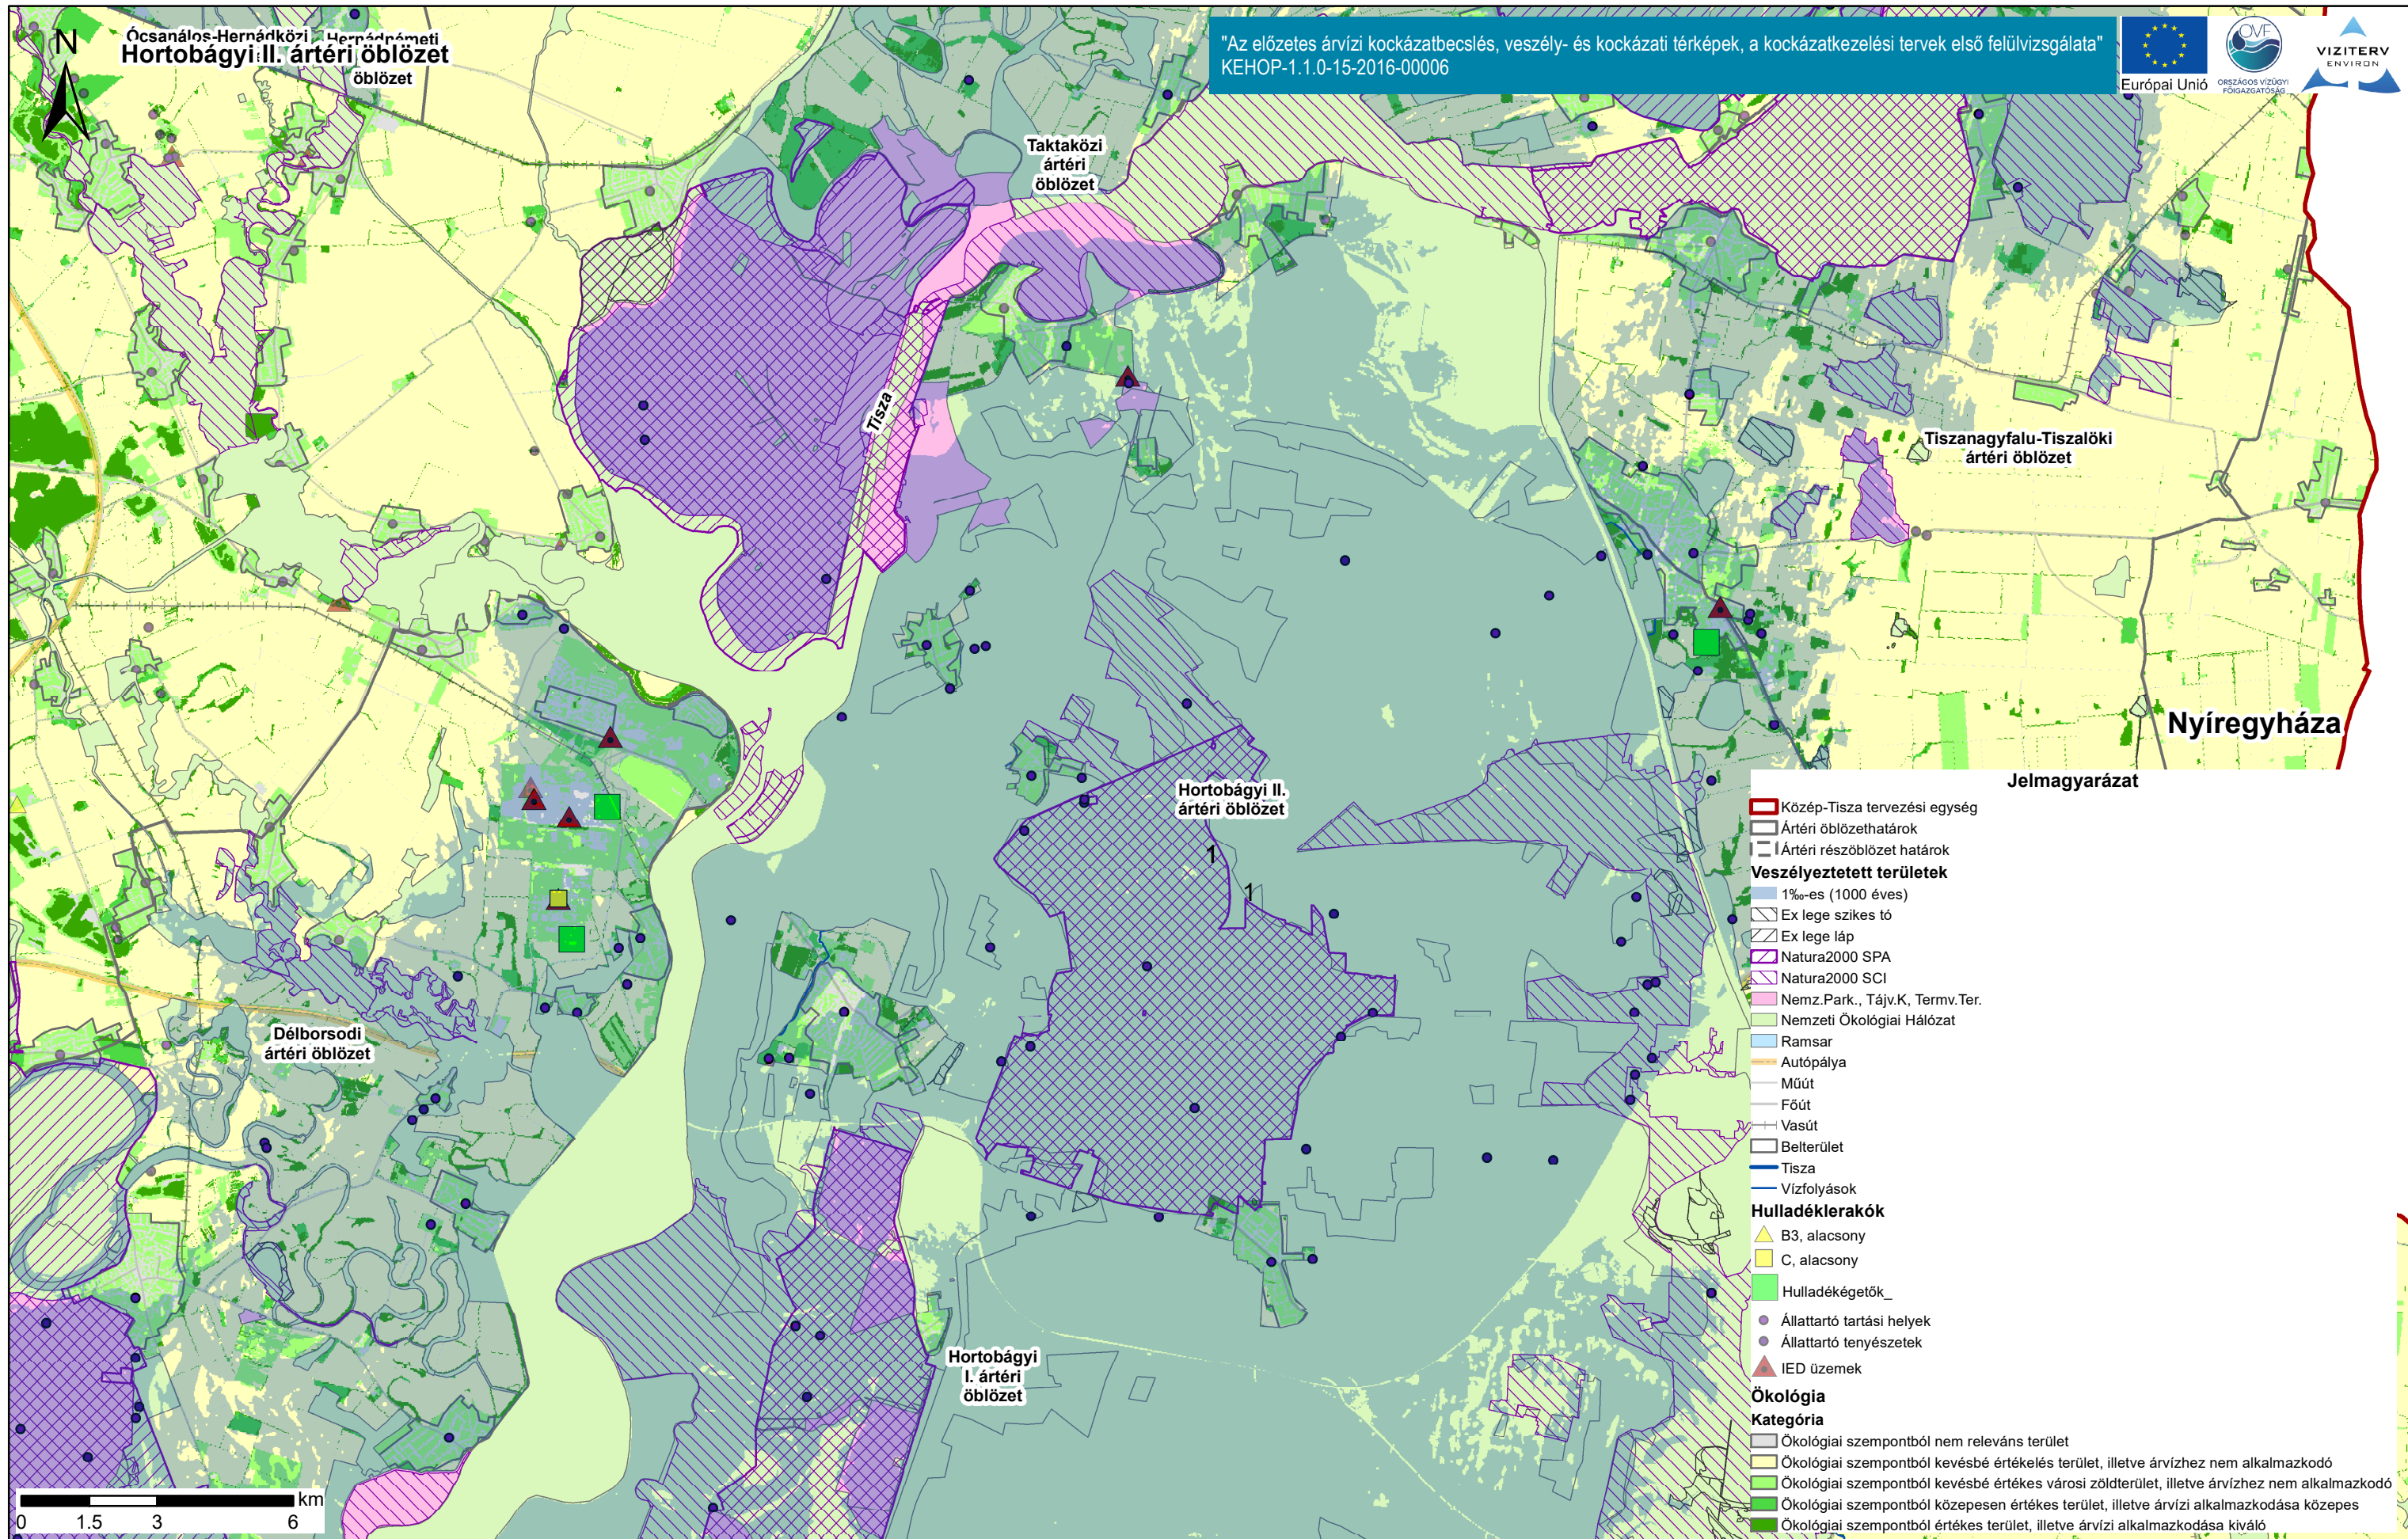 Ócsanálos-Hernádközi Hernádnémeti
Hortobágyi II. ártéri öblözet
öblözet
N
"Az előzetes árvízi kockázatbecslés, veszély- és kockázati térképek, a kockázatkezelési tervek első felülvizsgálata"
KEHOP-1.1.0-15-2016-00006
Európai Unió
OVF
ORSZÁGOS VÍZÜGYI
FŐIGAZGATÓSÁG
VIZITERV
ENVIRON
Taktaközi
ártéri
öblözet
Tisza
Tiszanagyfalu-Tiszalöki
ártéri öblözet
Nyíregyháza
Hortobágyi II.
ártéri öblözet
1
1
Délborsodi
ártéri öblözet
Hortobágyi
I. ártéri
öblözet
km
0 1.5 3 6
Jelmagyarázat
Közép-Tisza tervezési egység
Ártéri öblözethatárok
Ártéri részöblözet határok
Veszélyeztetett területek
1‰-es (1000 éves)
Ex lege szikes tó
Ex lege láp
Natura2000 SPA
Natura2000 SCI
Nemz.Park., Tájv.K, Termv.Ter.
Nemzeti Ökológiai Hálózat
Ramsar
Autópálya
Műút
Főút
Vasút
Belterület
Tisza
Vízfolyások
Hulladéklerakók
B3, alacsony
C, alacsony
Hulladékégetők_
Állattartó tartási helyek
Állattartó tenyészetek
IED üzemek
Ökológia
Kategória
Ökológiai szempontból nem releváns terület
Ökológiai szempontból kevésbé értékelés terület, illetve árvízhez nem alkalmazkodó
Ökológiai szempontból kevésbé értékes városi zöldterület, illetve árvízhez nem alkalmazkodó
Ökológiai szempontból közepesen értékes terület, illetve árvízi alkalmazkodása közepes
Ökológiai szempontból értékes terület, illetve árvízi alkalmazkodása kiváló